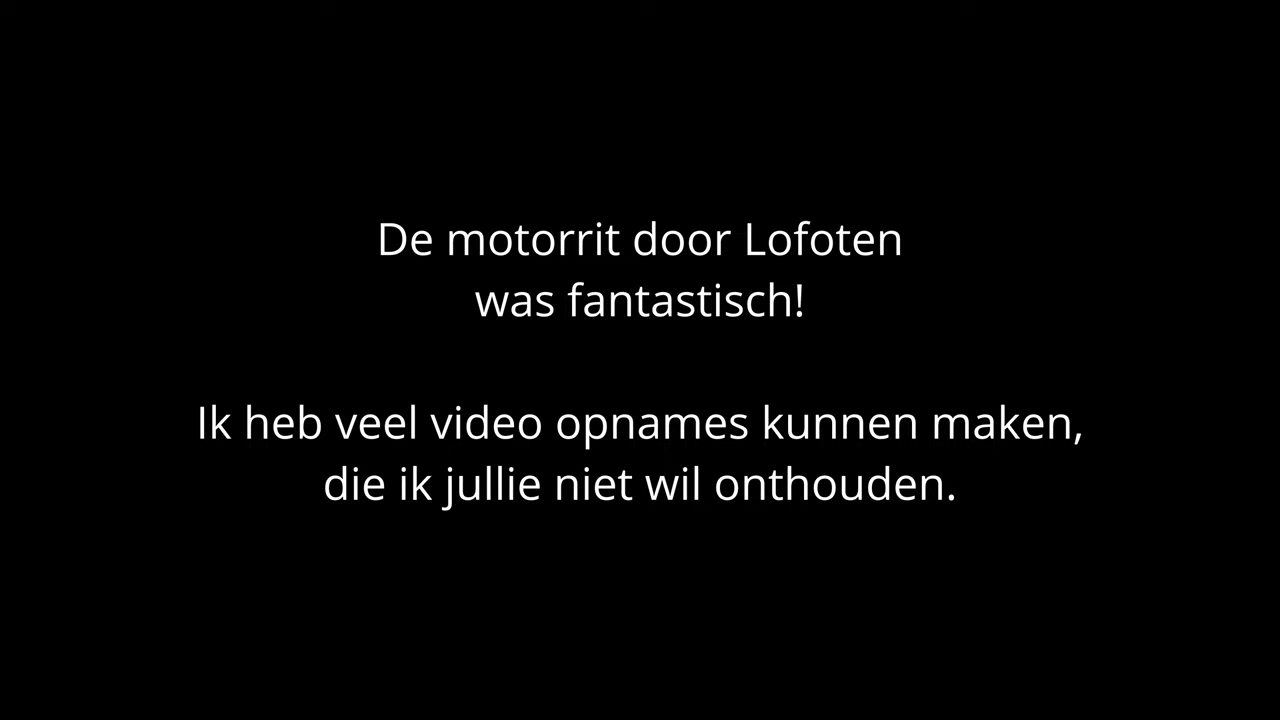 De motorrit door Lofoten
was fantastisch!
Ik heb veel video opnames kunnen maken,
die ik jullie niet wil onthouden.